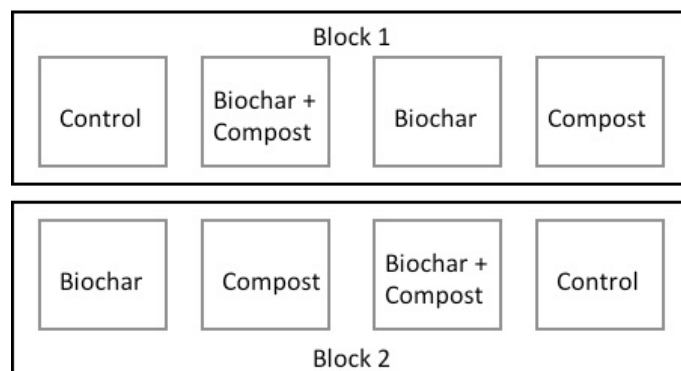 Block 1
Control
Biochar +
Compost
Biochar
Compost
Biochar
Compost
Biochar +
Compost
Control
Block 2